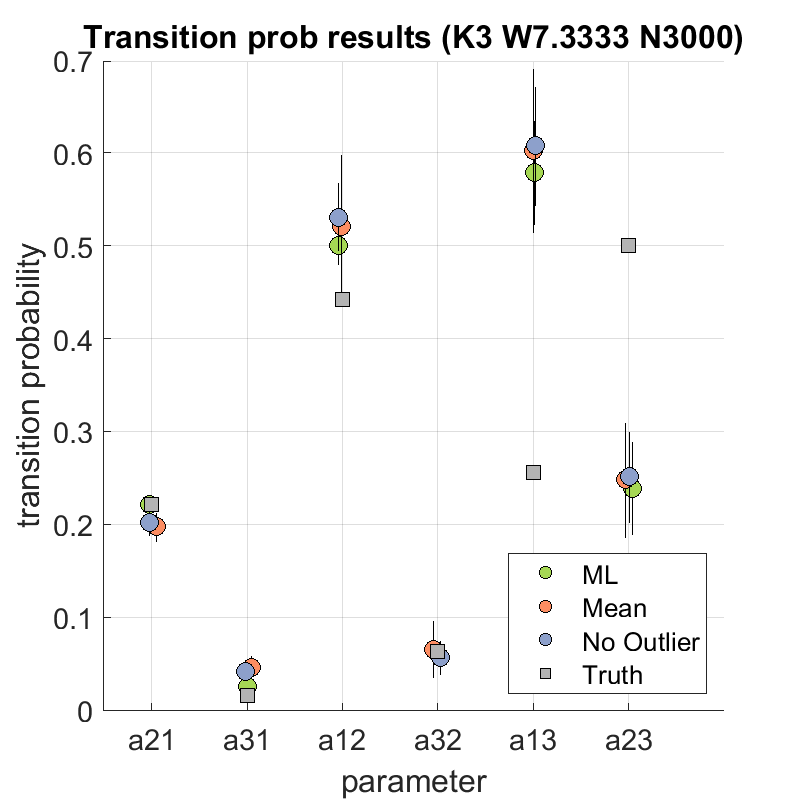 Transition prob results (K3 W7.3333 N3000)
0.7
0.6
0.5
0.4
0.3
0.2
0.1
0
transition probability
ML
Mean
No Outlier
Truth
a21 a31 a12 a32 a13 a23
parameter